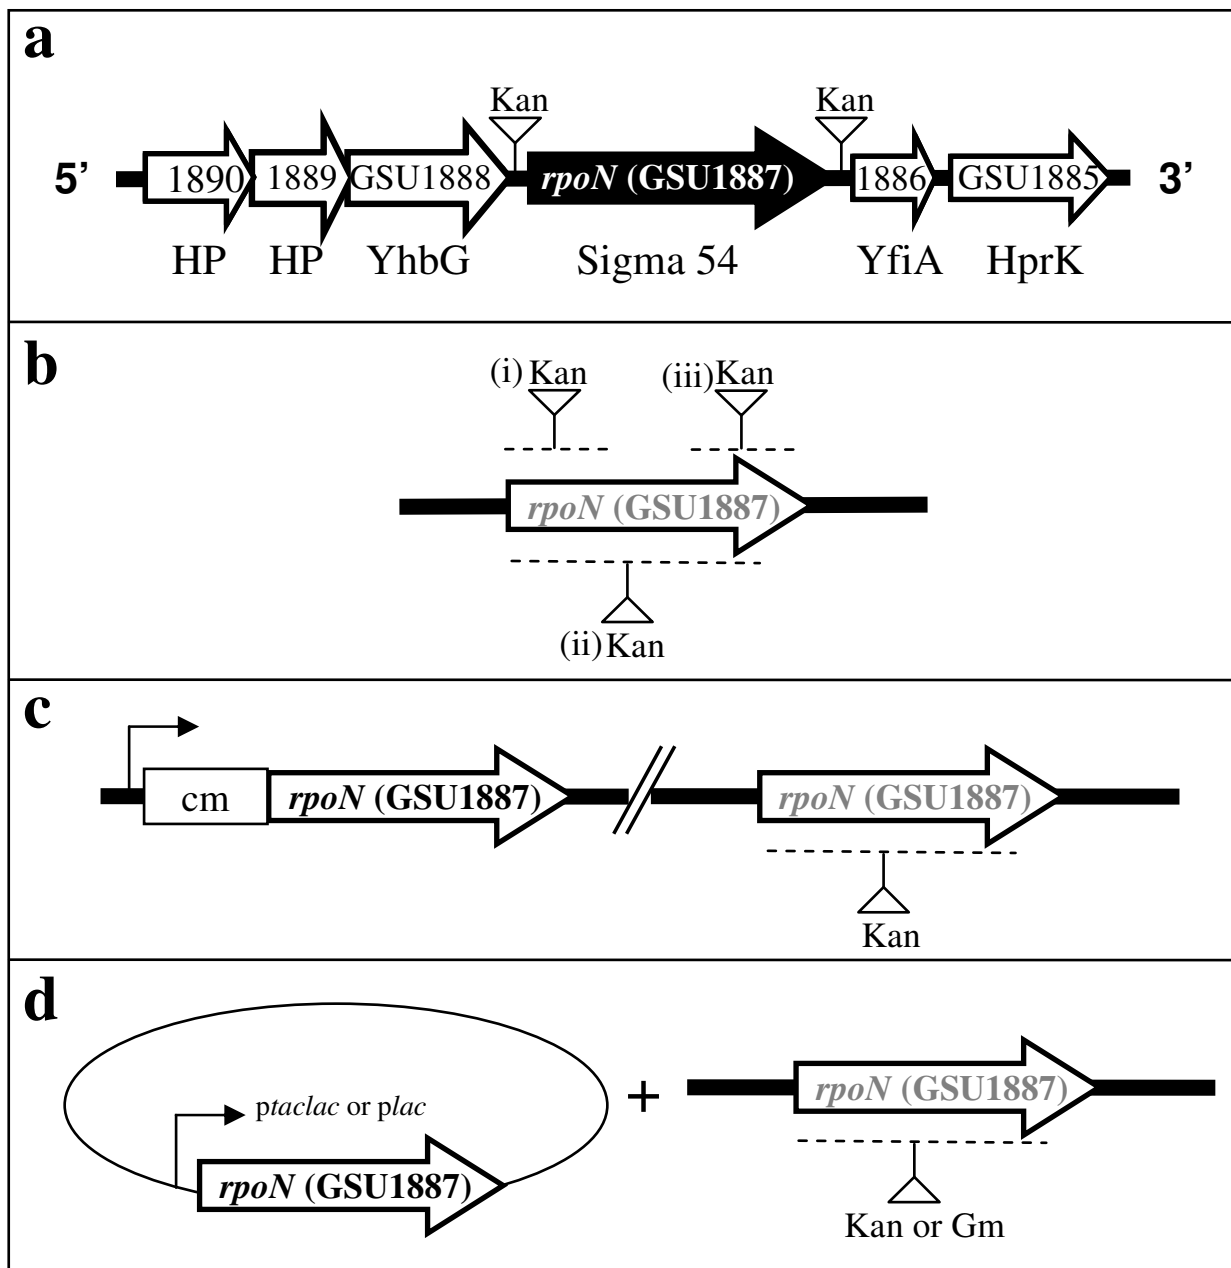 a
Kan Kan
5’ 1890 1889 GSU1888 rpoN (GSU1887) 1886 GSU1885 3’
HP HP YhbG Sigma 54 YfiA HprK
b
(i) Kan (iii) Kan
rpoN (GSU1887)
(ii) Kan
c
cm rpoN (GSU1887) rpoN (GSU1887)
Kan
d
ptaclac or plac
+ rpoN (GSU1887)
rpoN (GSU1887)
Kan or Gm